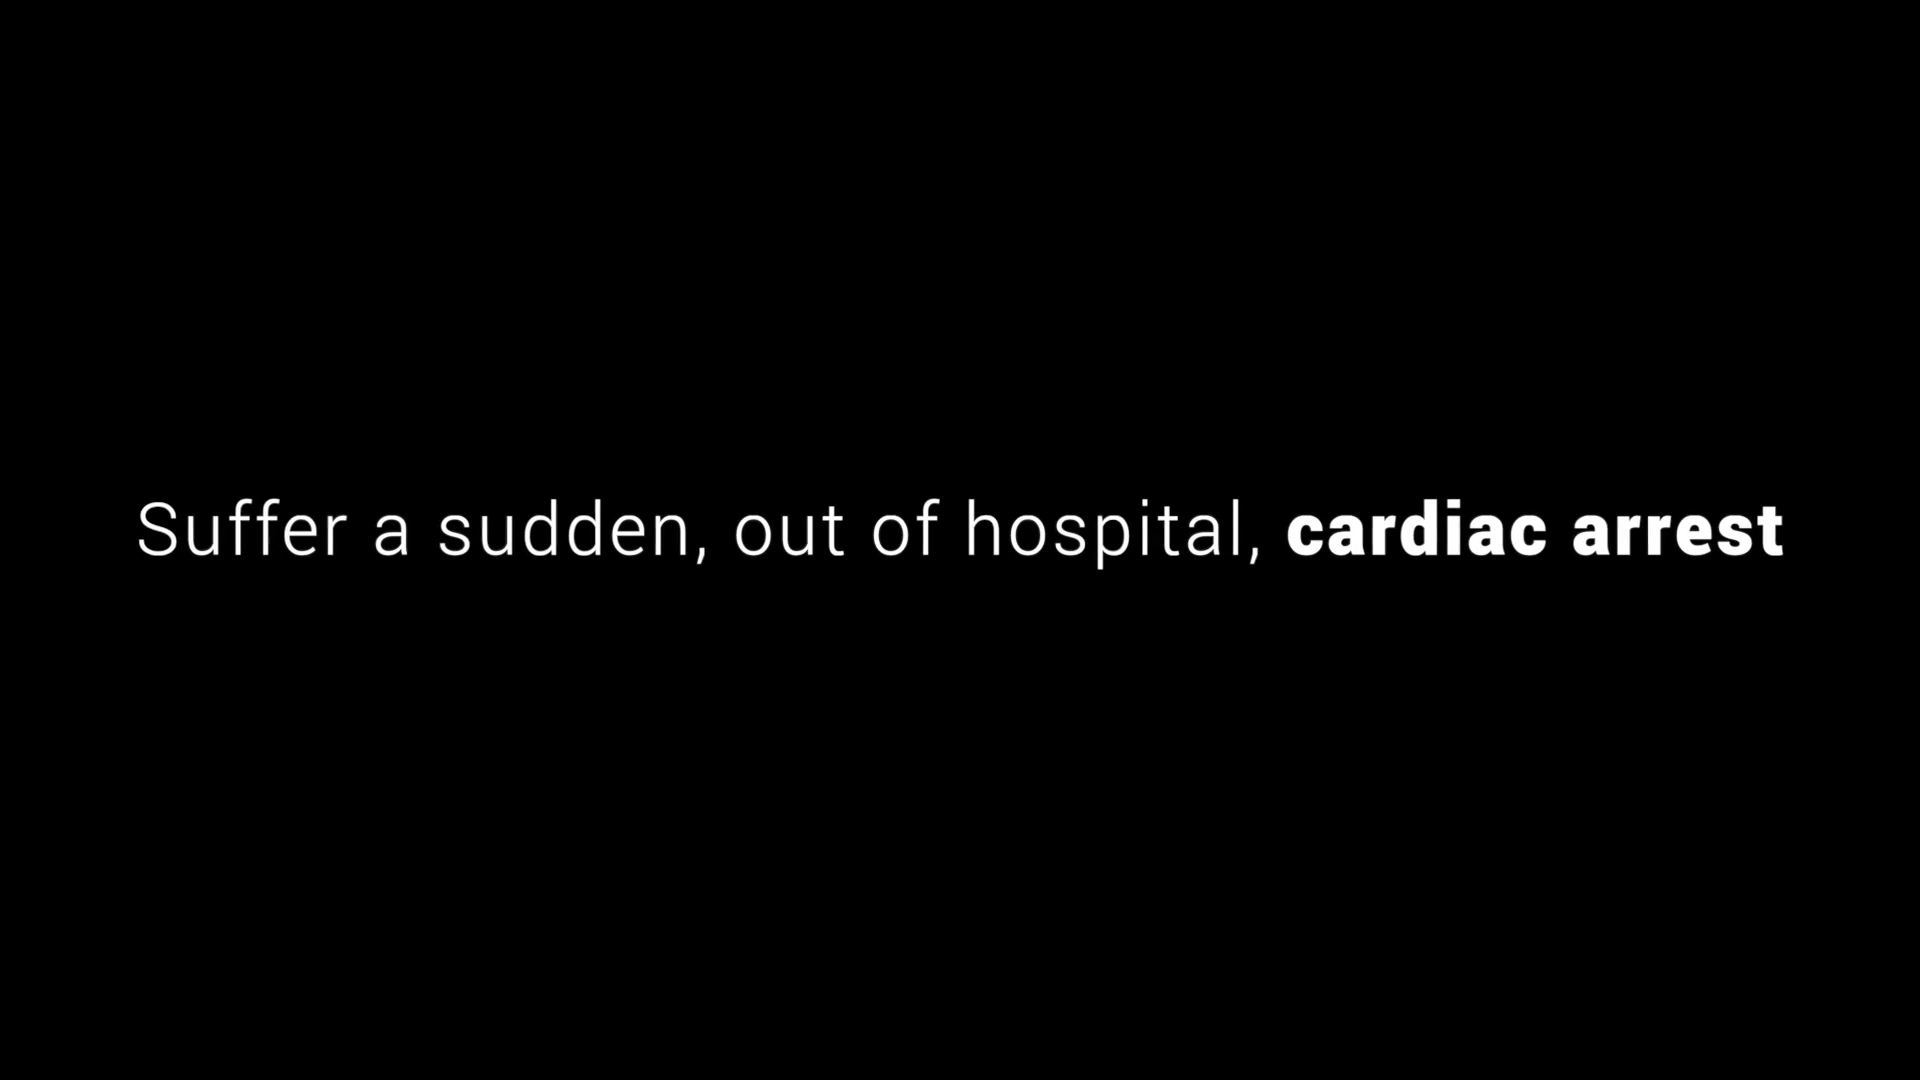 Suffer a sudden, out of hospital, cardiac arrest